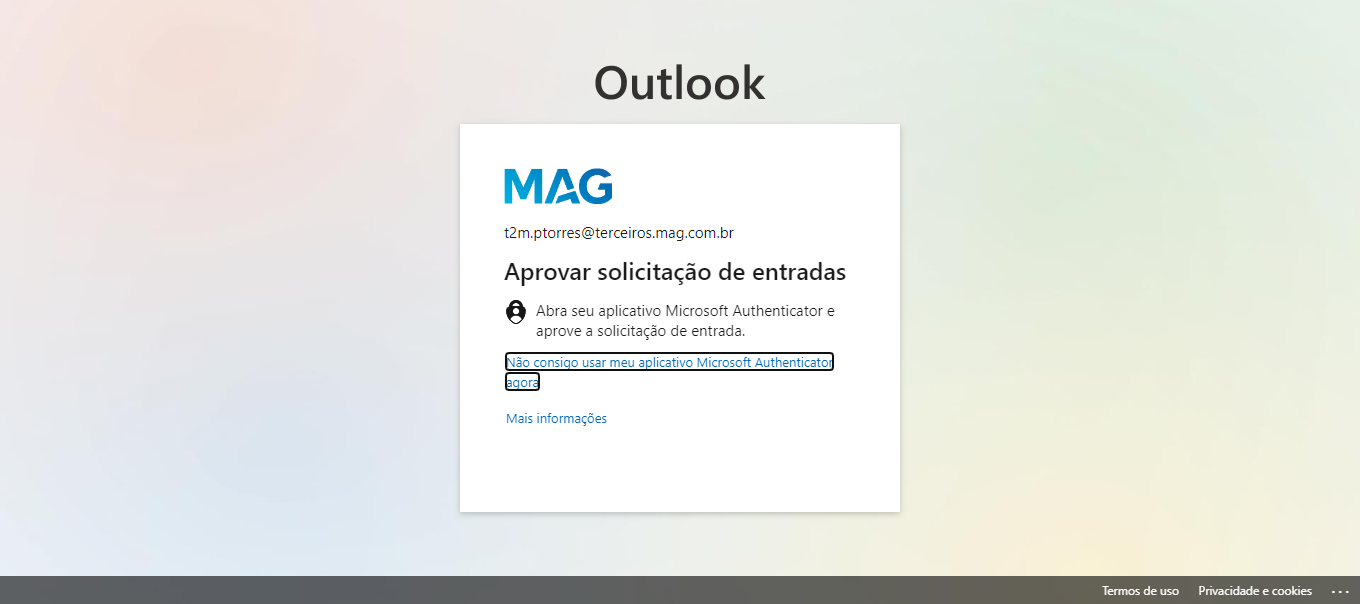 Outlook
MAG
t2m.ptorres@terceiros.mag.com.br
Aprovar solicitação de entradas
Abra seu aplicativo Microsoft Authenticator e
aprove a solicitação de entrada.
Não consigo usar meu aplicativo Microsoft Authenticator
agora
Mais informações
Termos de uso Privacidade e cookies ...